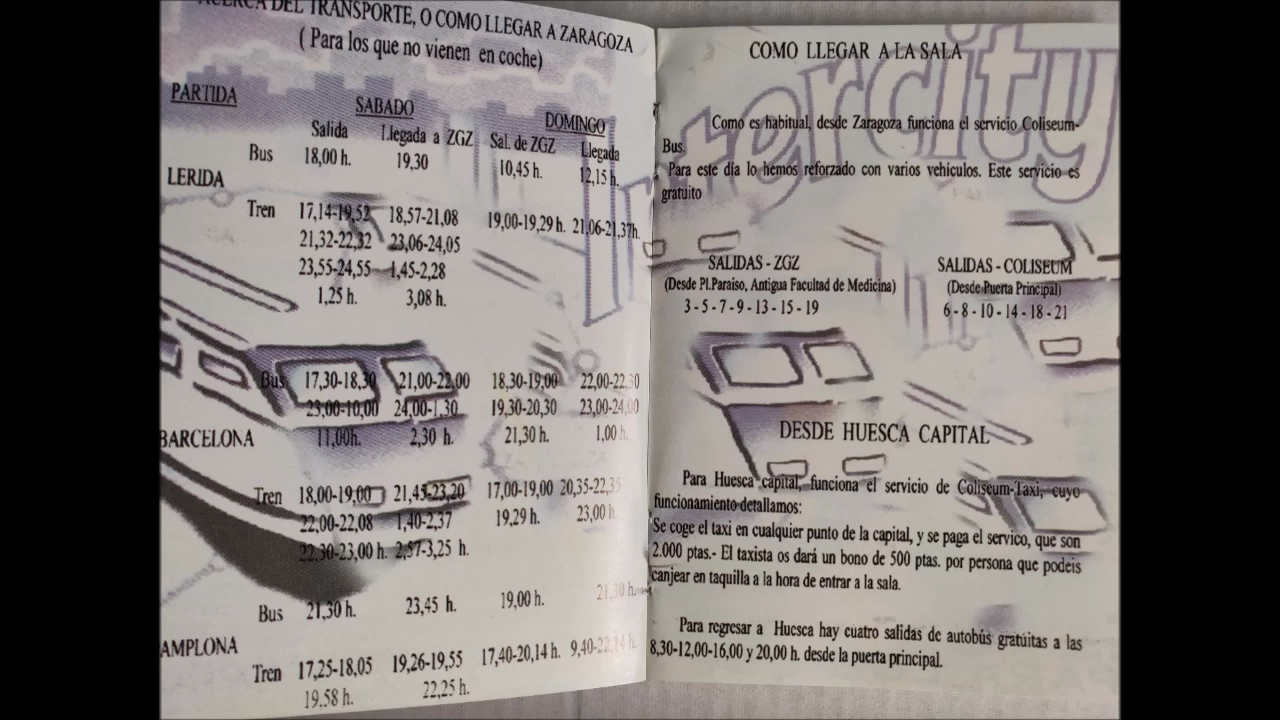 ACERCA DEL TRANSPORTE, O COMO LLEGAR A ZARAGOZA
( Para los que no vienen en coche)
PARTIDA SABADO DOMINGO
Salida Llegada a ZGZ Sal. de ZGZ Llegada
Bus 18,00 h. 19,30 10,45 h. 12,15 h.
LERIDA
Tren 17,14-19,52 18,57-21,08 19,00-19,29 h. 21,06-21,37h.
21,32-22,32 23,06-24,05
23,55-24,55 1,45-2,28
1,25 h. 3,08 h.
Bus 17,30-18,30 21,00-22,00 18,30-19,00 22,00-22,30
23,00-10,00 24,00-1,30 19,30-20,30 23,00-24,00
BARCELONA 11,00h. 2,30 h. 21,30 h. 1,00 h.
Tren 18,00-19,00 21,45-23,20 17,00-19,00 20,35-22,35
22,00-22,08 1,40-2,37 19,29 h. 23,00 h
22,30-23,00 h. 2,57-3,25 h.
Bus 21,30 h. 23,45 h. 19,00 h. 21,30 h.
AMPLONA
Tren 17,25-18,05 19,26-19,55 17,40-20,14 h. 9,40-22,14 h.
19.58 h. 22,25 h.
Intercity
COMO LLEGAR A LA SALA
Como es habitual, desde Zaragoza funciona el servicio Coliseum-
Bus.
Para este día lo hemos reforzado con varios vehículos. Este servicio es
gratuito
SALIDAS - ZGZ SALIDAS - COLISEUM
(Desde Pl.Paraiso, Antigua Facultad de Medicina) (Desde Puerta Principal)
3 - 5 - 7 - 9 - 13 - 15 - 19 6 - 8 - 10 - 14 - 18 - 21
DESDE HUESCA CAPITAL
Para Huesca capital, funciona el servicio de Coliseum-Taxi, cuyo
funcionamiento detallamos:
Se coge el taxi en cualquier punto de la capital, y se paga el servico, que son
2.000 ptas.- El taxista os dará un bono de 500 ptas. por persona que podeis
canjear en taquilla a la hora de entrar a la sala.
Para regresar a Huesca hay cuatro salidas de autobús gratúitas a las
8,30-12,00-16,00 y 20,00 h. desde la puerta principal.